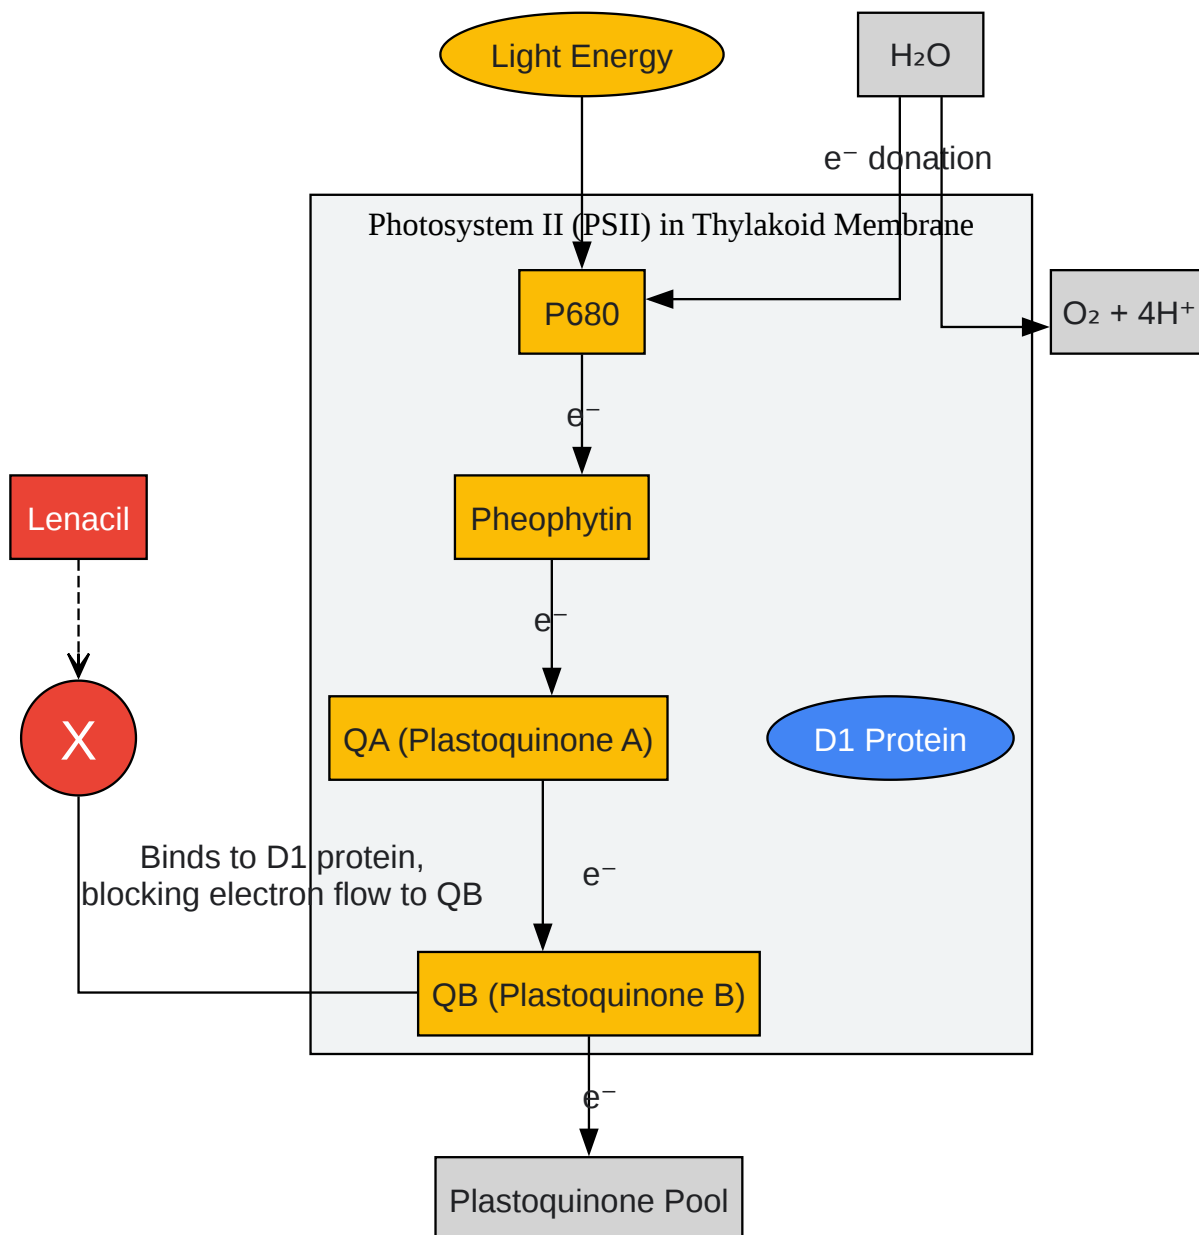 Light Energy
H₂O
e⁻ donation
Photosystem II (PSII) in Thylakoid Membrane
P680
O₂ + 4H⁺
e⁻
Lenacil
Pheophytin
e⁻
X
QA (Plastoquinone A)
D1 Protein
Binds to D1 protein,
blocking electron flow to QB
e⁻
QB (Plastoquinone B)
e⁻
Plastoquinone Pool